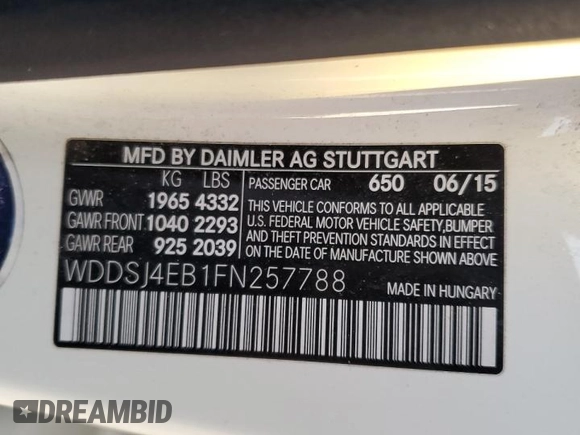 MFD BY DAIMLER AG STUTTGART
KG LBS
GVWR 1965 4332
GAWR FRONT 1040 2293
GAWR REAR 925 2039
PASSENGER CAR 650 06/15
THIS VEHICLE CONFORMS TO ALL APPLICABLE
U.S. FEDERAL MOTOR VEHICLE SAFETY, BUMPER
AND THEFT PREVENTION STANDARDS IN EFFECT
ON THE DATE OF MANUFACTURE SHOWN ABOVE.
WDDSJ4EB1FN257788
MADE IN HUNGARY
DREAMBID